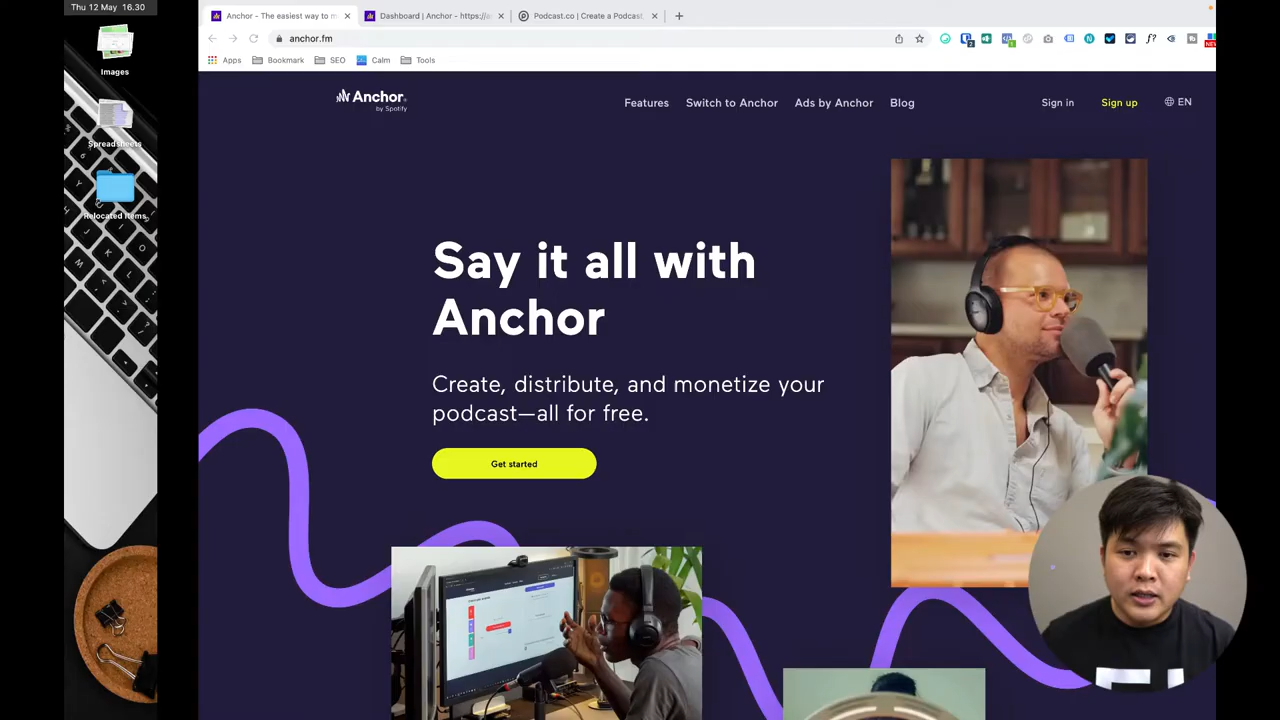 Thu 12 May 16.30
Images
Spreadsheets
Relocated Items
Anchor - The easiest way to m
Dashboard | Anchor - https://a
Podcast.co | Create a Podcast,
anchor.fm
Apps
Bookmark
SEO
Calm
Tools
NEW
Anchor
by Spotify
Features
Switch to Anchor
Ads by Anchor
Blog
Sign in
Sign up
EN
Say it all with
Anchor
Create, distribute, and monetize your
podcast—all for free.
Get started